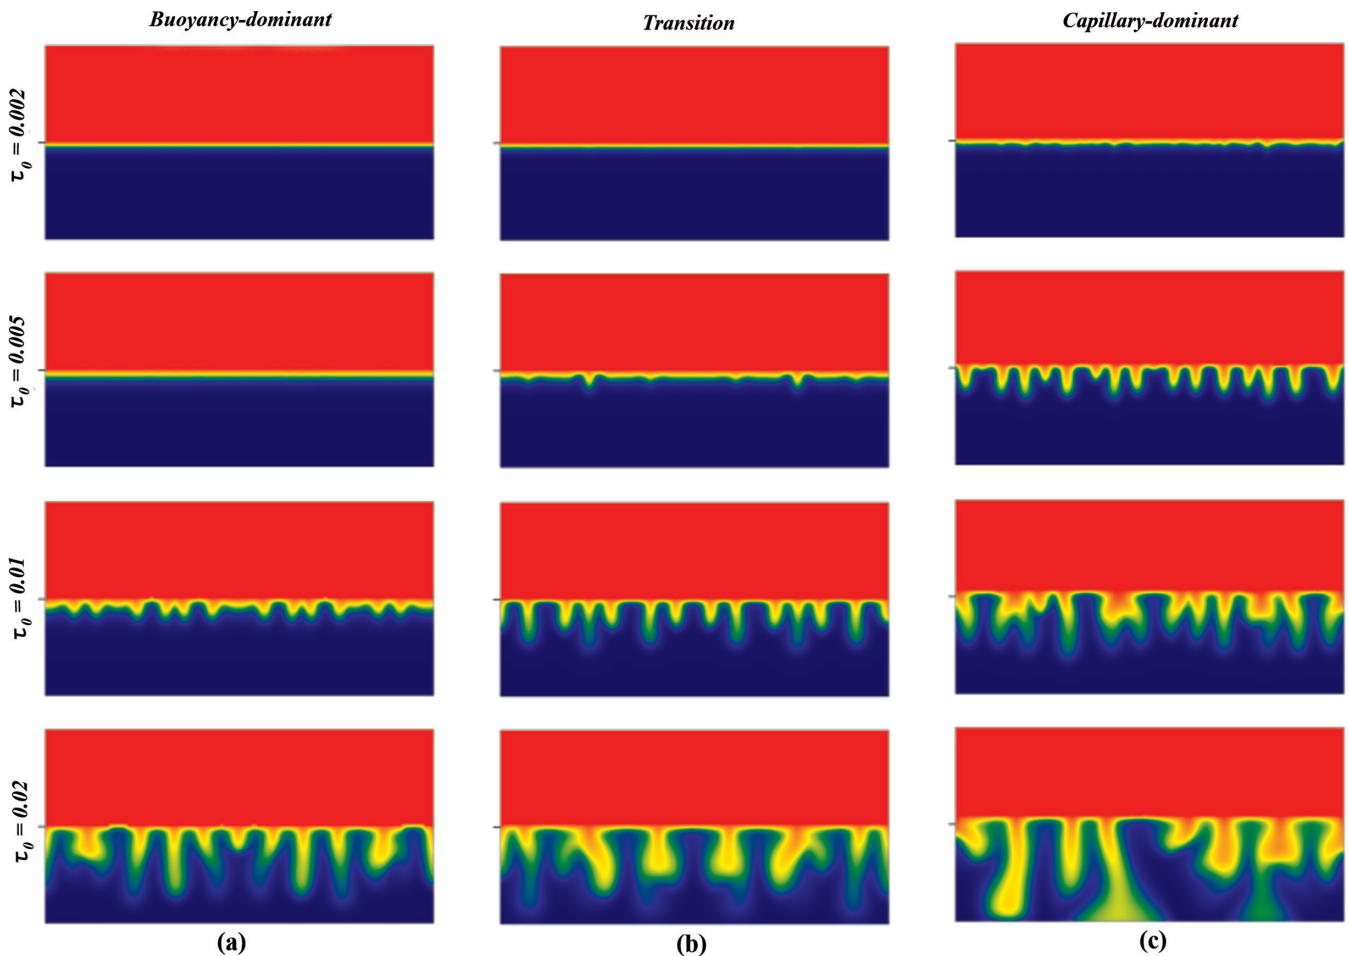 Buoyancy-dominant Transition Capillary-dominant
τ₀ = 0.002
τ₀ = 0.005
τ₀ = 0.01
τ₀ = 0.02
(a) (b) (c)